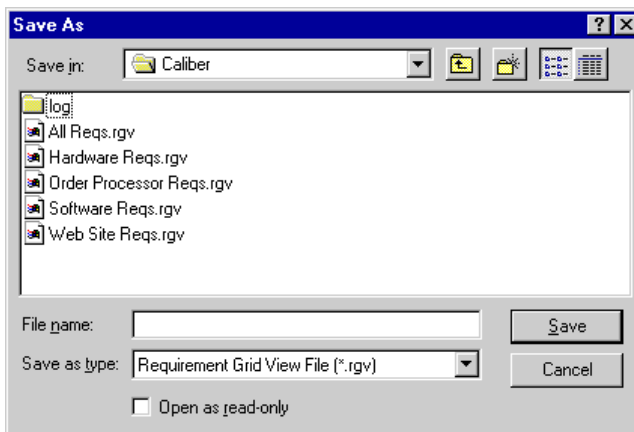 Save As
Save in: Caliber
log
All Reqs.rgv
Hardware Reqs.rgv
Order Processor Reqs.rgv
Software Reqs.rgv
Web Site Reqs.rgv
File name: Save
Save as type: Requirement Grid View File (*.rgv) Cancel
Open as read-only